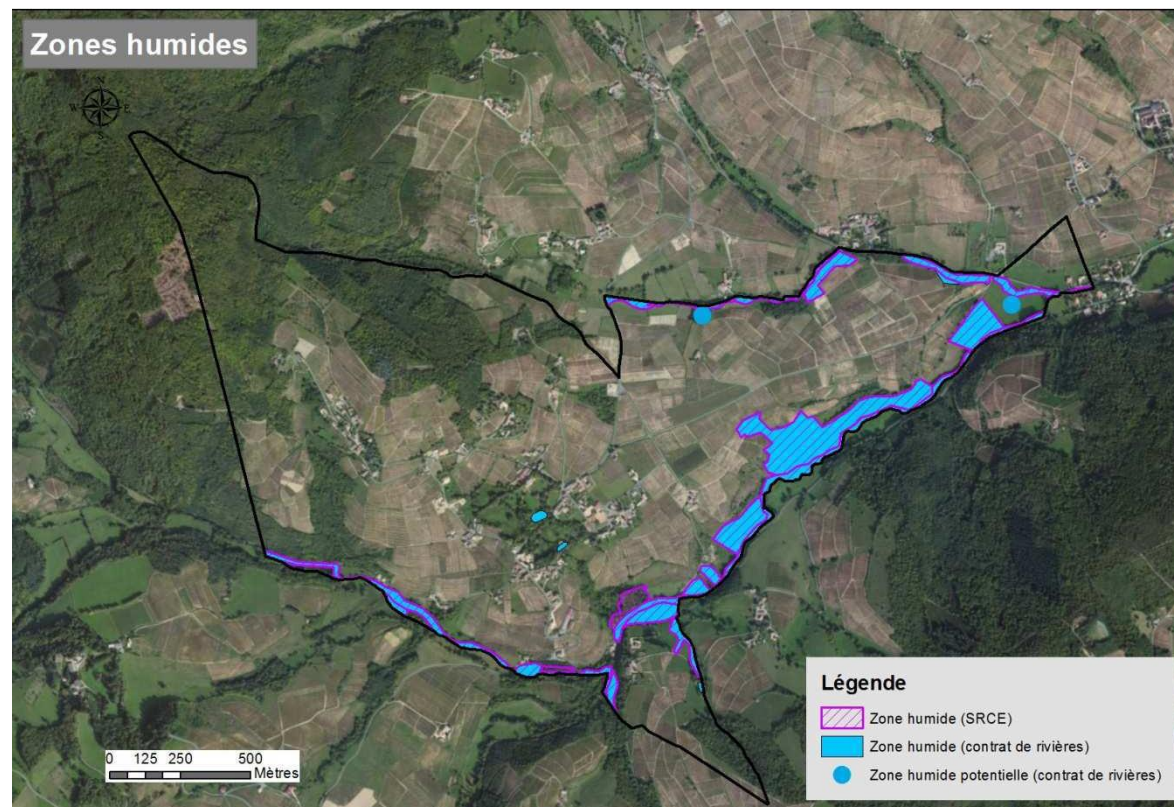 Zones humides
N
W E
S
Légende
Zone humide (SRCE)
Zone humide (contrat de rivières)
Zone humide potentielle (contrat de rivières)
0 125 250 500
Mètres